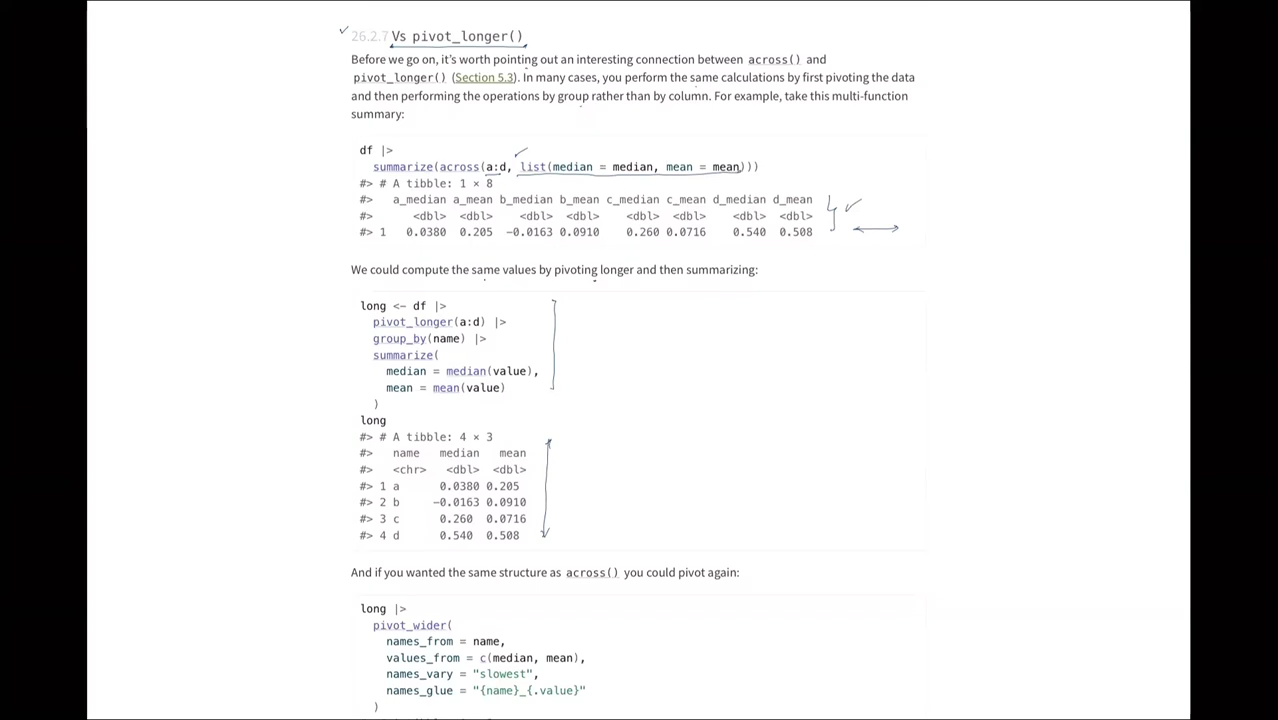 26.2.7 Vs pivot_longer()
Before we go on, it's worth pointing out an interesting connection between across() and
pivot_longer() (Section 5.3). In many cases, you perform the same calculations by first pivoting the data
and then performing the operations by group rather than by column. For example, take this multi-function
summary:
df |>
  summarize(across(a:d, list(median = median, mean = mean)))
#> # A tibble: 1 × 8
#>   a_median a_mean b_median b_mean c_median c_mean d_median d_mean
#>      <dbl>  <dbl>    <dbl>  <dbl>    <dbl>  <dbl>    <dbl>  <dbl>
#> 1   0.0380  0.205  -0.0163 0.0910    0.260 0.0716    0.540  0.508
We could compute the same values by pivoting longer and then summarizing:
long <- df |>
  pivot_longer(a:d) |>
  group_by(name) |>
  summarize(
    median = median(value),
    mean = mean(value)
  )
long
#> # A tibble: 4 × 3
#>   name   median   mean
#>   <chr>   <dbl>  <dbl>
#> 1 a      0.0380 0.205
#> 2 b     -0.0163 0.0910
#> 3 c      0.260  0.0716
#> 4 d      0.540  0.508
And if you wanted the same structure as across() you could pivot again:
long |>
  pivot_wider(
    names_from = name,
    values_from = c(median, mean),
    names_vary = "slowest",
    names_glue = "{name}_{.value}"
  )